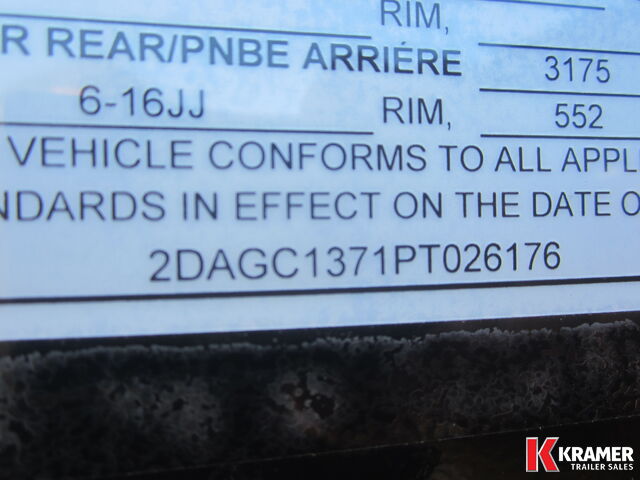 RIM,
R REAR/PNBE ARRIÉRE 3175
6-16JJ RIM, 552
VEHICLE CONFORMS TO ALL APPL
NDARDS IN EFFECT ON THE DATE O
2DAGC1371PT026176
K KRAMER
TRAILER SALES